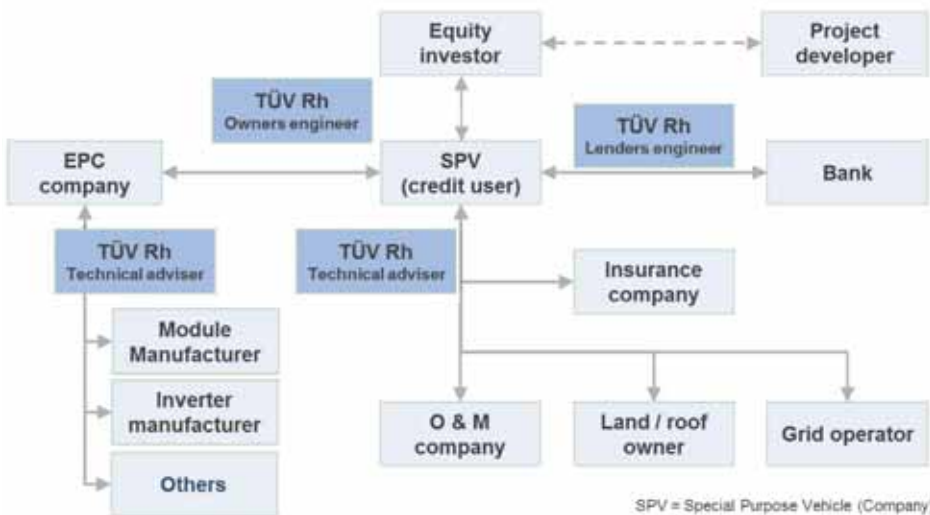 Equity
investor
Project
developer
TÜV Rh
Owners engineer
TÜV Rh
Lenders engineer
EPC
company
SPV
(credit user)
Bank
TÜV Rh
Technical adviser
TÜV Rh
Technical adviser
Insurance
company
Module
Manufacturer
Inverter
manufacturer
O & M
company
Land / roof
owner
Grid operator
Others
SPV = Special Purpose Vehicle (Company